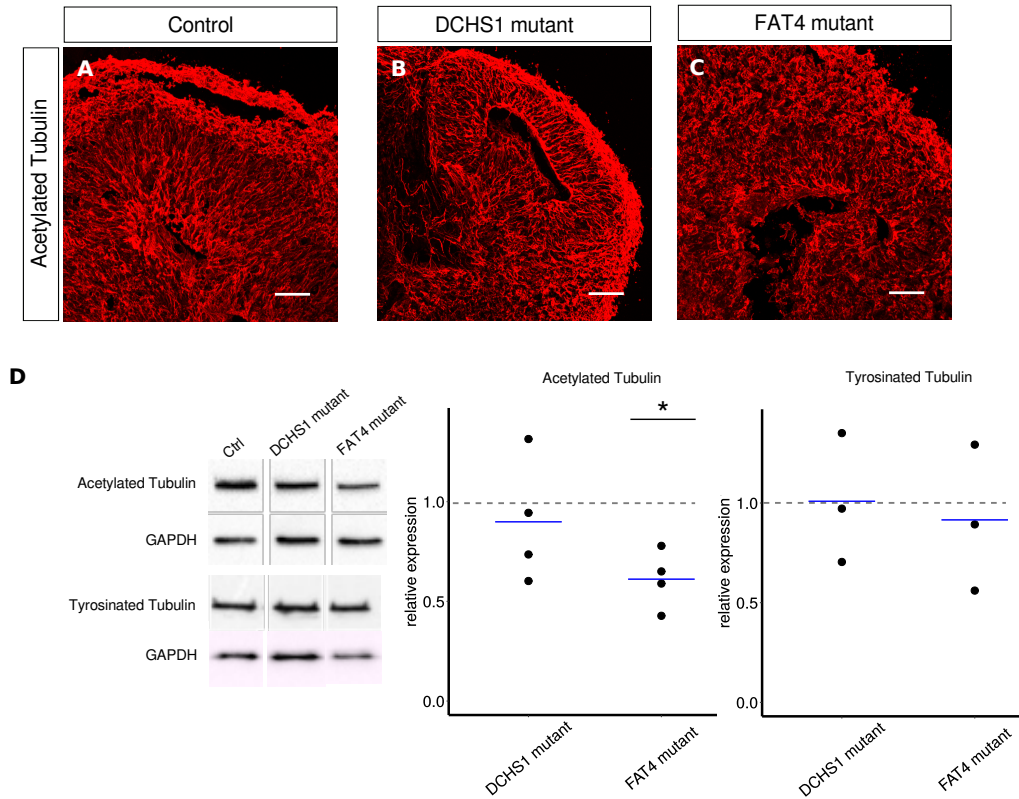 Control
DCHS1 mutant
FAT4 mutant
Acetylated Tubulin
A
B
C
D
Ctrl
DCHS1 mutant
FAT4 mutant
Acetylated Tubulin
GAPDH
Tyrosinated Tubulin
GAPDH
Acetylated Tubulin
*
relative expression
1.0
0.5
0.0
DCHS1 mutant
FAT4 mutant
Tyrosinated Tubulin
relative expression
1.0
0.5
0.0
DCHS1 mutant
FAT4 mutant